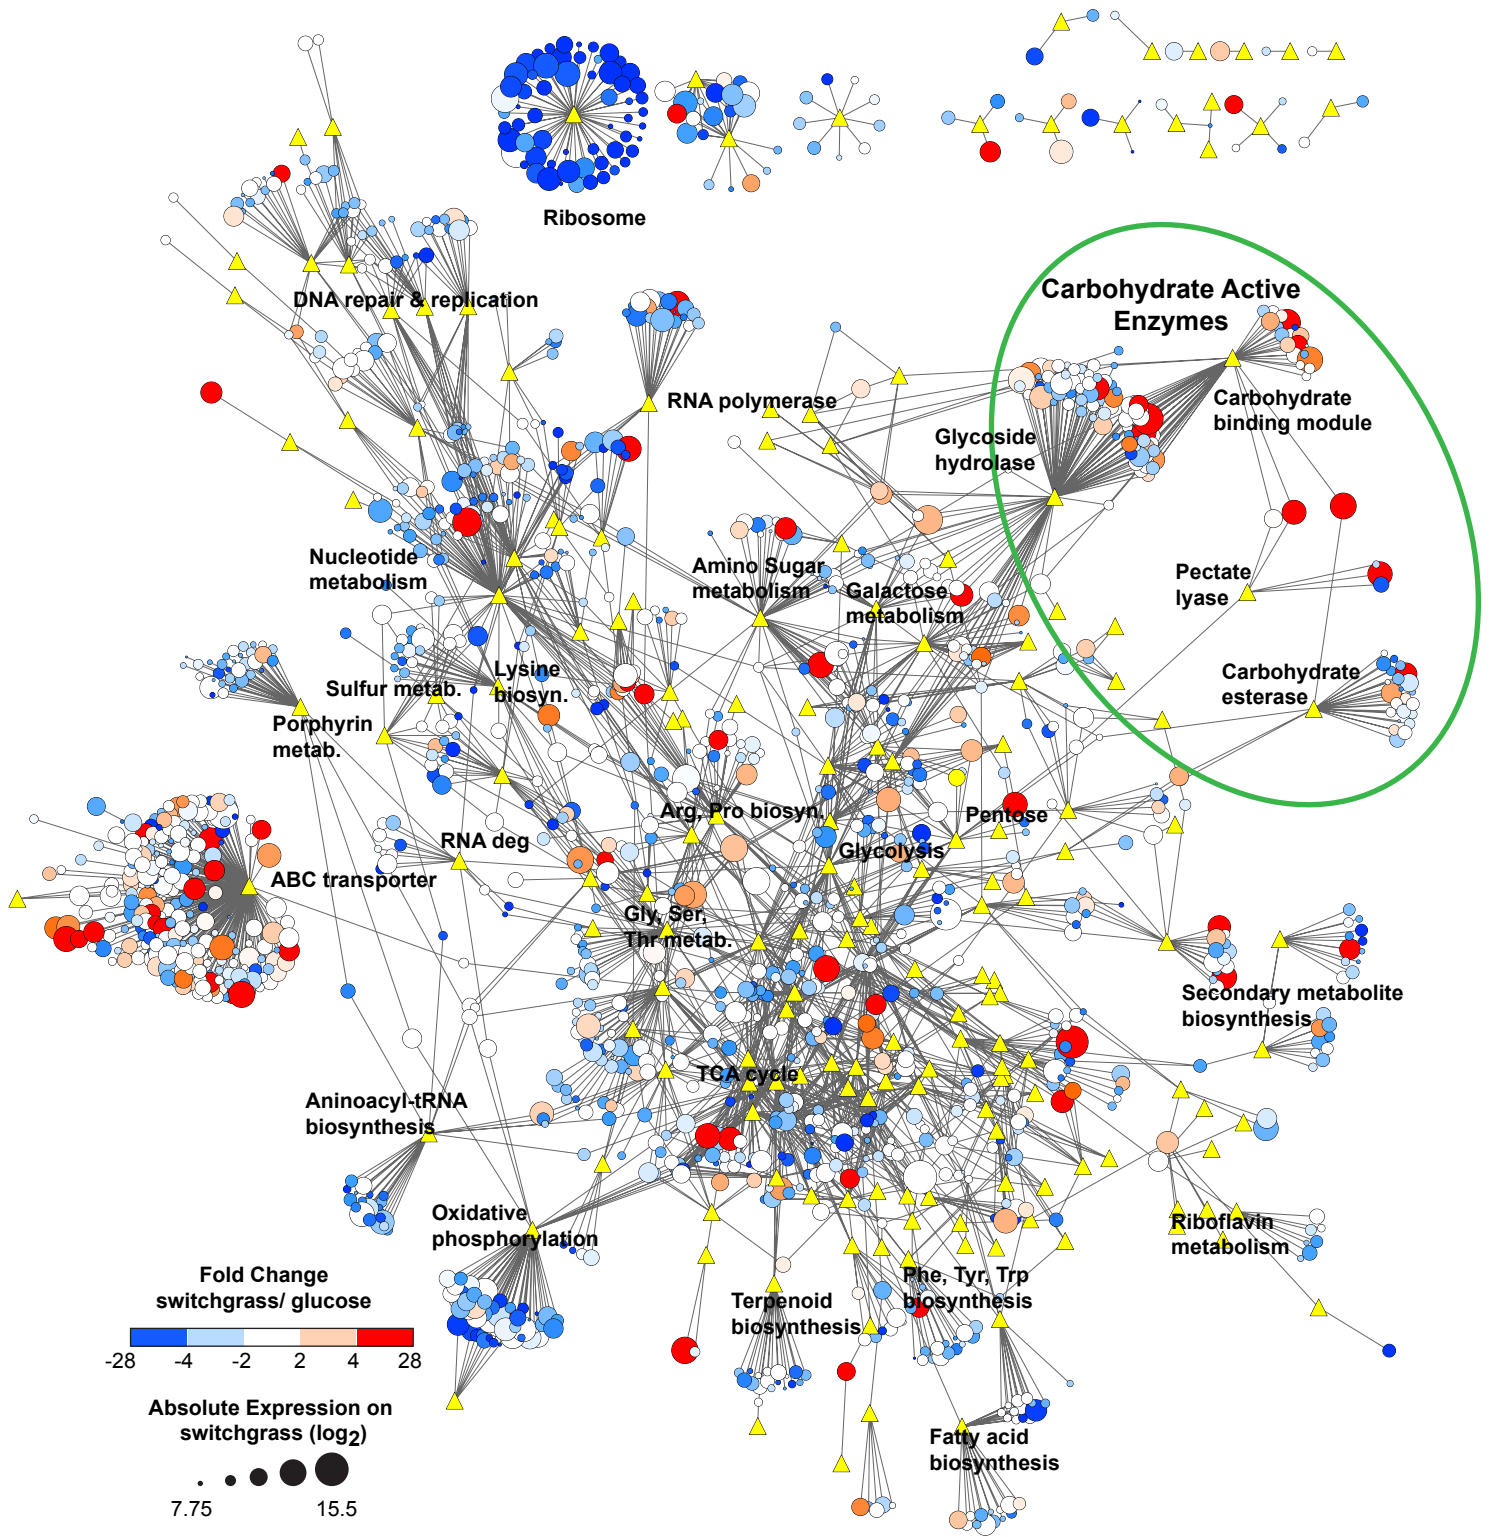 Ribosome
Carbohydrate Active
Enzymes
DNA repair & replication
RNA polymerase
Carbohydrate
binding module
Glycoside
hydrolase
Nucleotide
metabolism
Amino Sugar
metabolism
Galactose
metabolism
Pectate
lyase
Lysine
biosyn.
Sulfur metab.
Carbohydrate
esterase
Porphyrin
metab.
Arg, Pro biosyn.
Pentose
RNA deg
Glycolysis
ABC transporter
Gly, Ser,
Thr metab.
Secondary metabolite
biosynthesis
TCA cycle
Aninoacyl-tRNA
biosynthesis
Oxidative
phosphorylation
Riboflavin
metabolism
Phe, Tyr, Trp
biosynthesis
Terpenoid
biosynthesis
Fatty acid
biosynthesis
Fold Change
switchgrass/ glucose
-28 -4 -2 2 4 28
Absolute Expression on
switchgrass (log2)
7.75 15.5